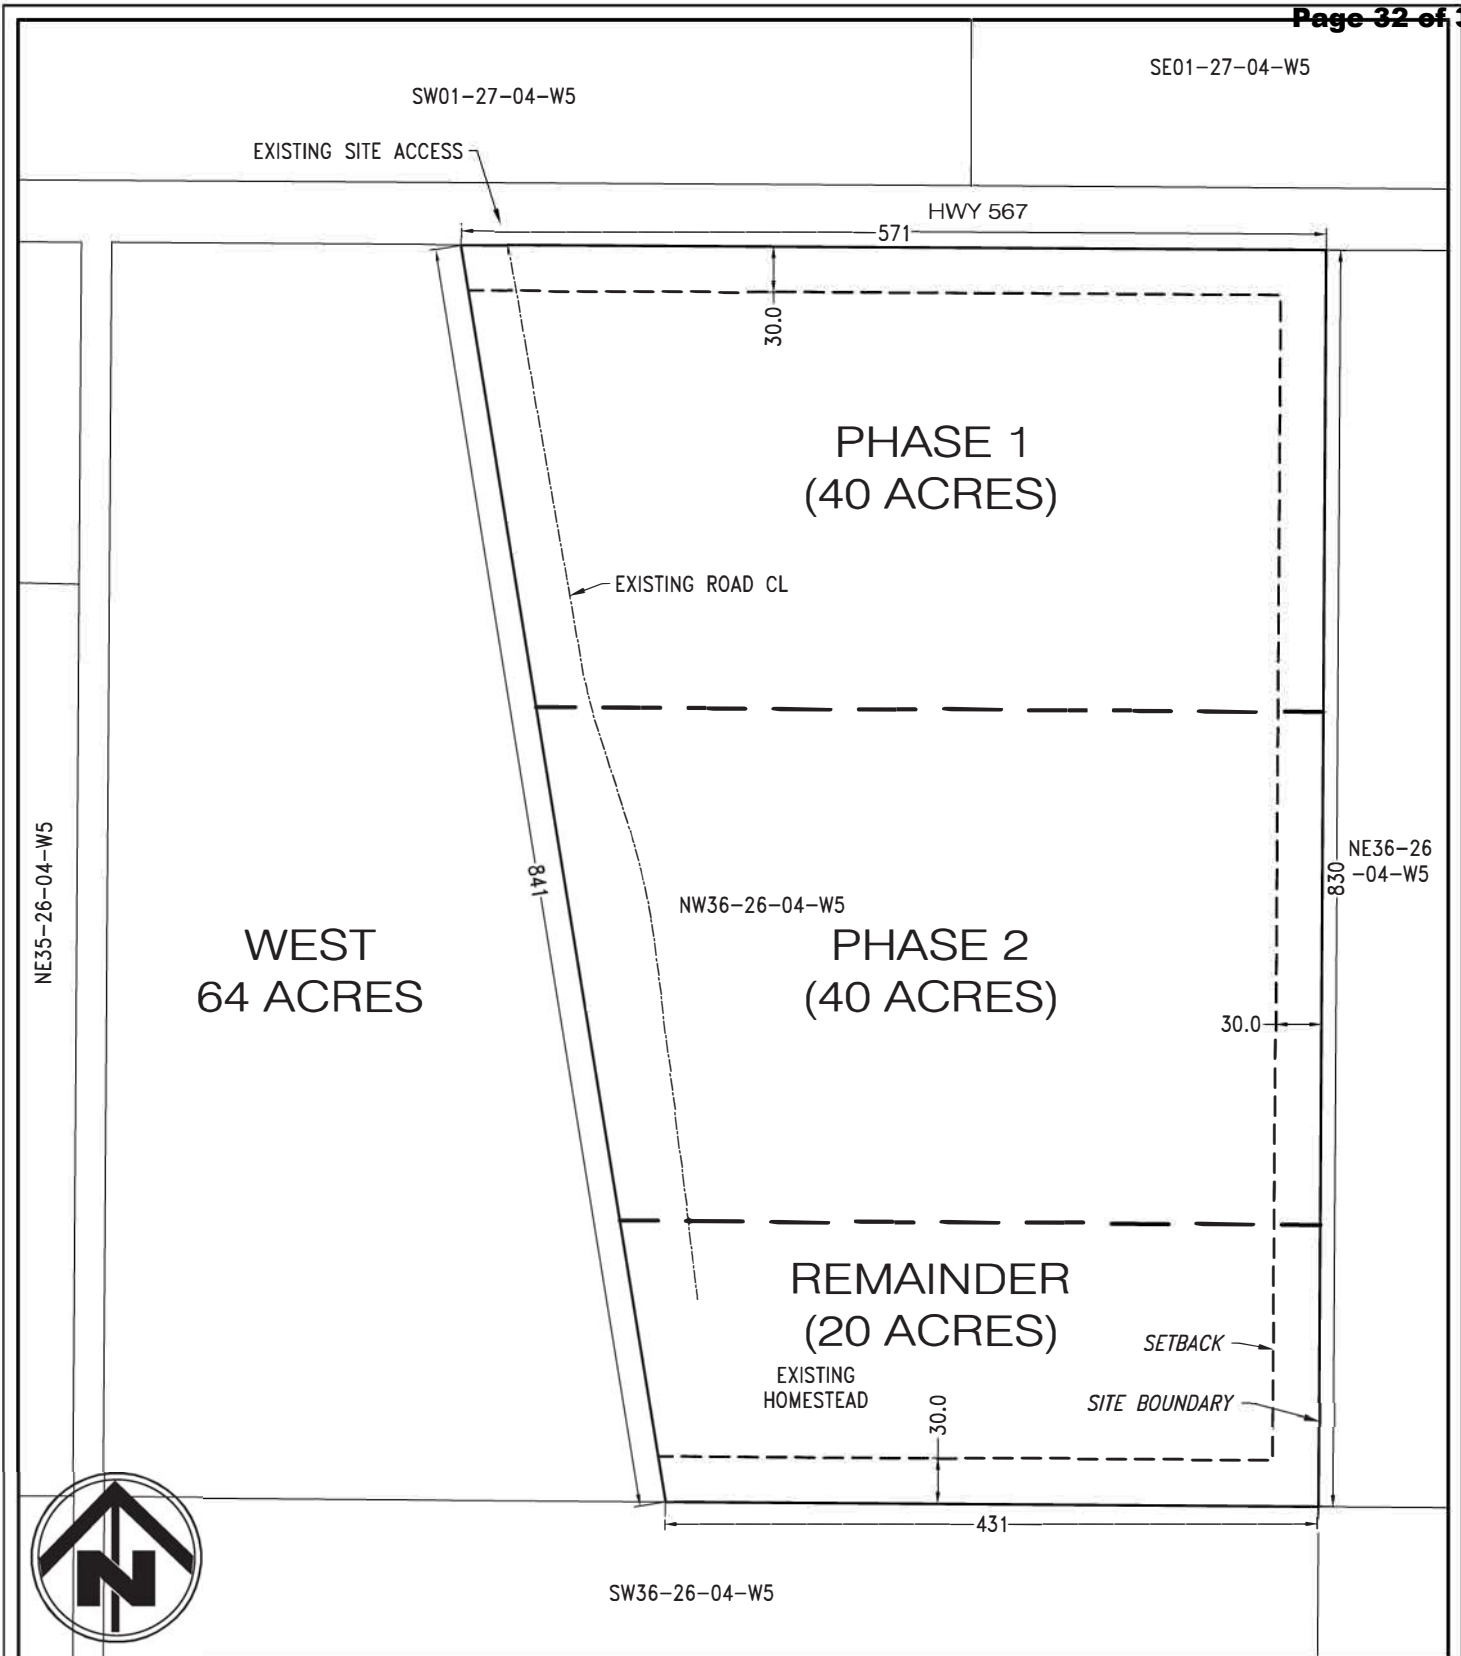 Page 32 of 3
SE01-27-04-W5
SW01-27-04-W5
EXISTING SITE ACCESS
HWY 567
571
30.0
PHASE 1
(40 ACRES)
EXISTING ROAD CL
841
NE35-26-04-W5
830
NE36-26
-04-W5
NW36-26-04-W5
WEST
64 ACRES
PHASE 2
(40 ACRES)
30.0
REMAINDER
(20 ACRES)
SETBACK
EXISTING
HOMESTEAD
30.0
SITE BOUNDARY
431
N
SW36-26-04-W5